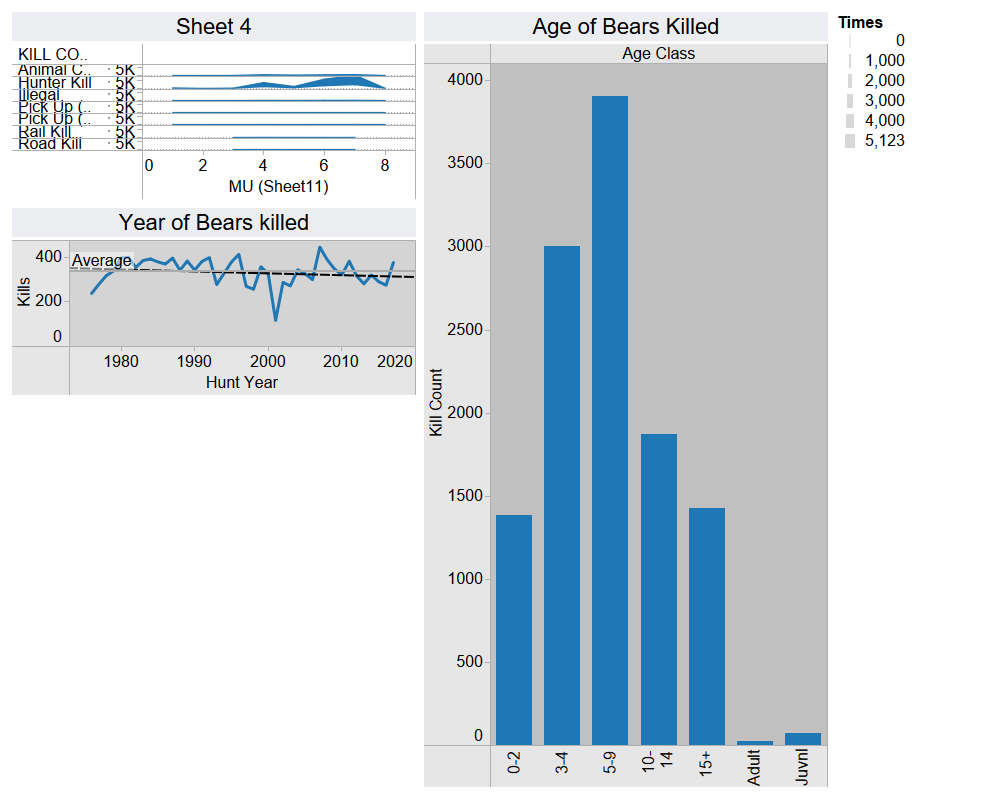 Sheet 4
KILL CO..
Animal C.. 5K
Hunter Kill 5K
Illegal 5K
Pick Up (.. 5K
Pick Up (.. 5K
Rail Kill 5K
Road Kill 5K
0 2 4 6 8
MU (Sheet11)
Year of Bears killed
Average
400
200
0
Kills
1980 1990 2000 2010 2020
Hunt Year
Age of Bears Killed
Age Class
4000
3500
3000
2500
2000
1500
1000
500
0
Kill Count
0-2
3-4
5-9
10-
14
15+
Adult
Juvnl
Times
0
1,000
2,000
3,000
4,000
5,123